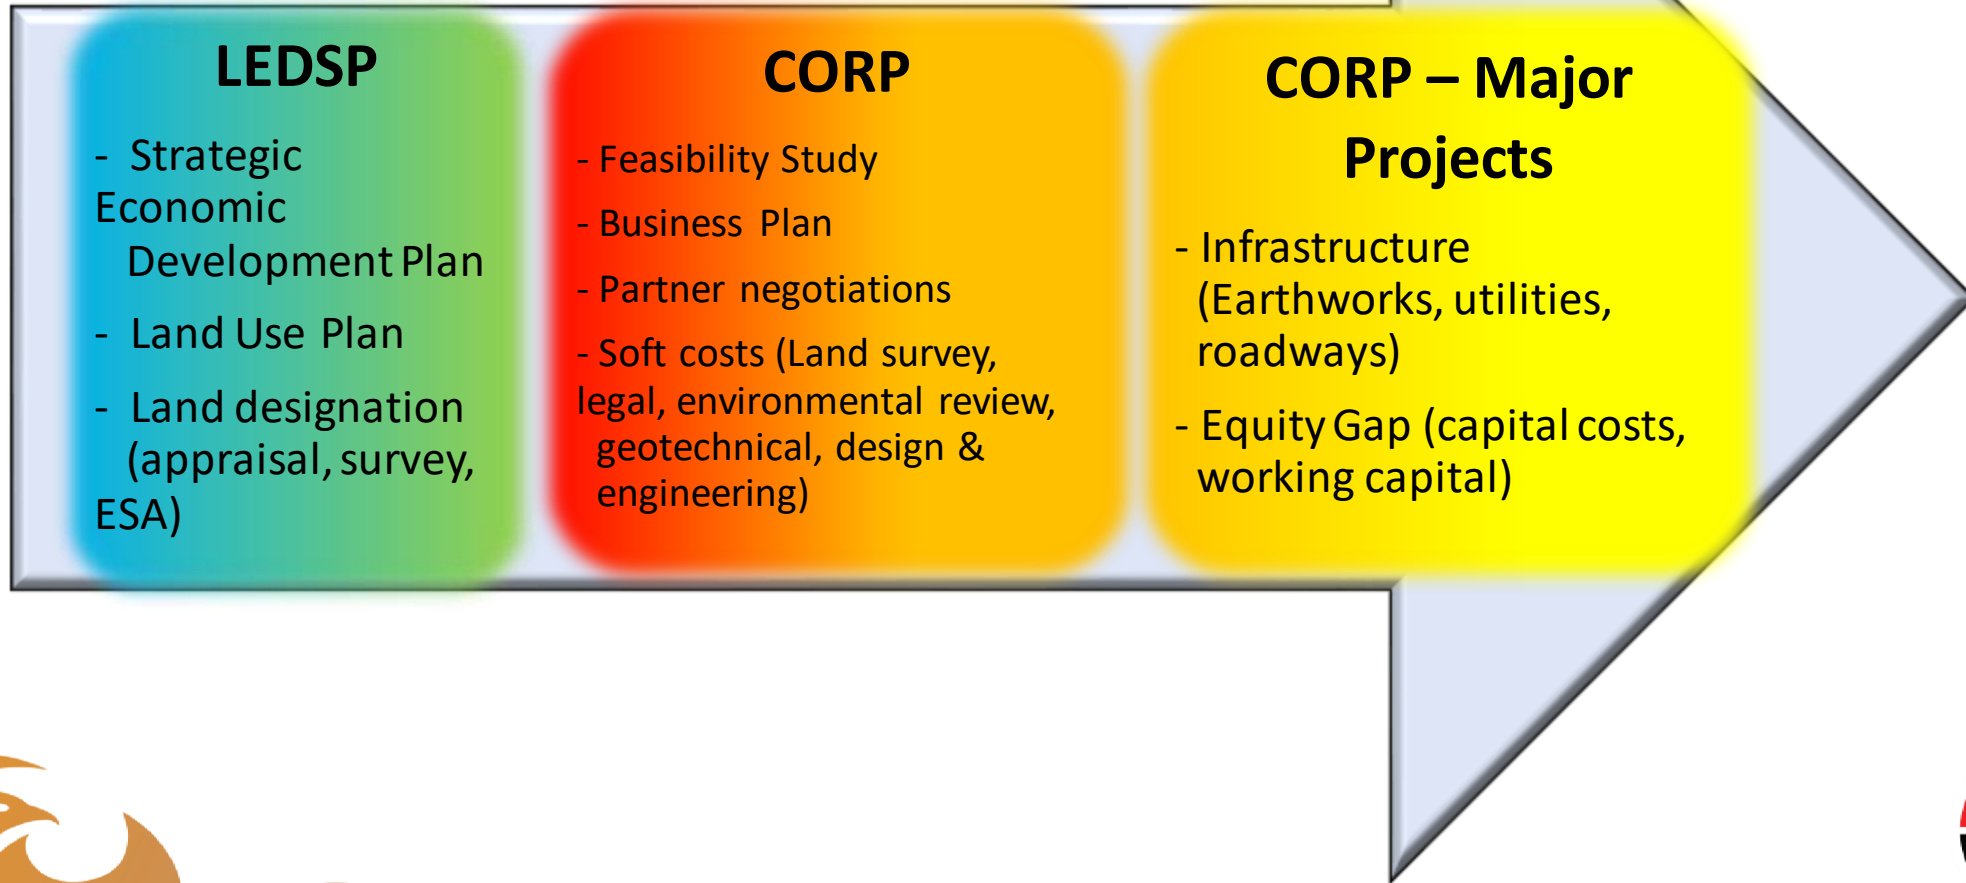 LEDSP
- Strategic
Economic
Development Plan
- Land Use Plan
- Land designation
(appraisal, survey,
ESA)
CORP
- Feasibility Study
- Business Plan
- Partner negotiations
- Soft costs (Land survey,
legal, environmental review,
geotechnical, design &
engineering)
CORP – Major
Projects
- Infrastructure
(Earthworks, utilities,
roadways)
- Equity Gap (capital costs,
working capital)